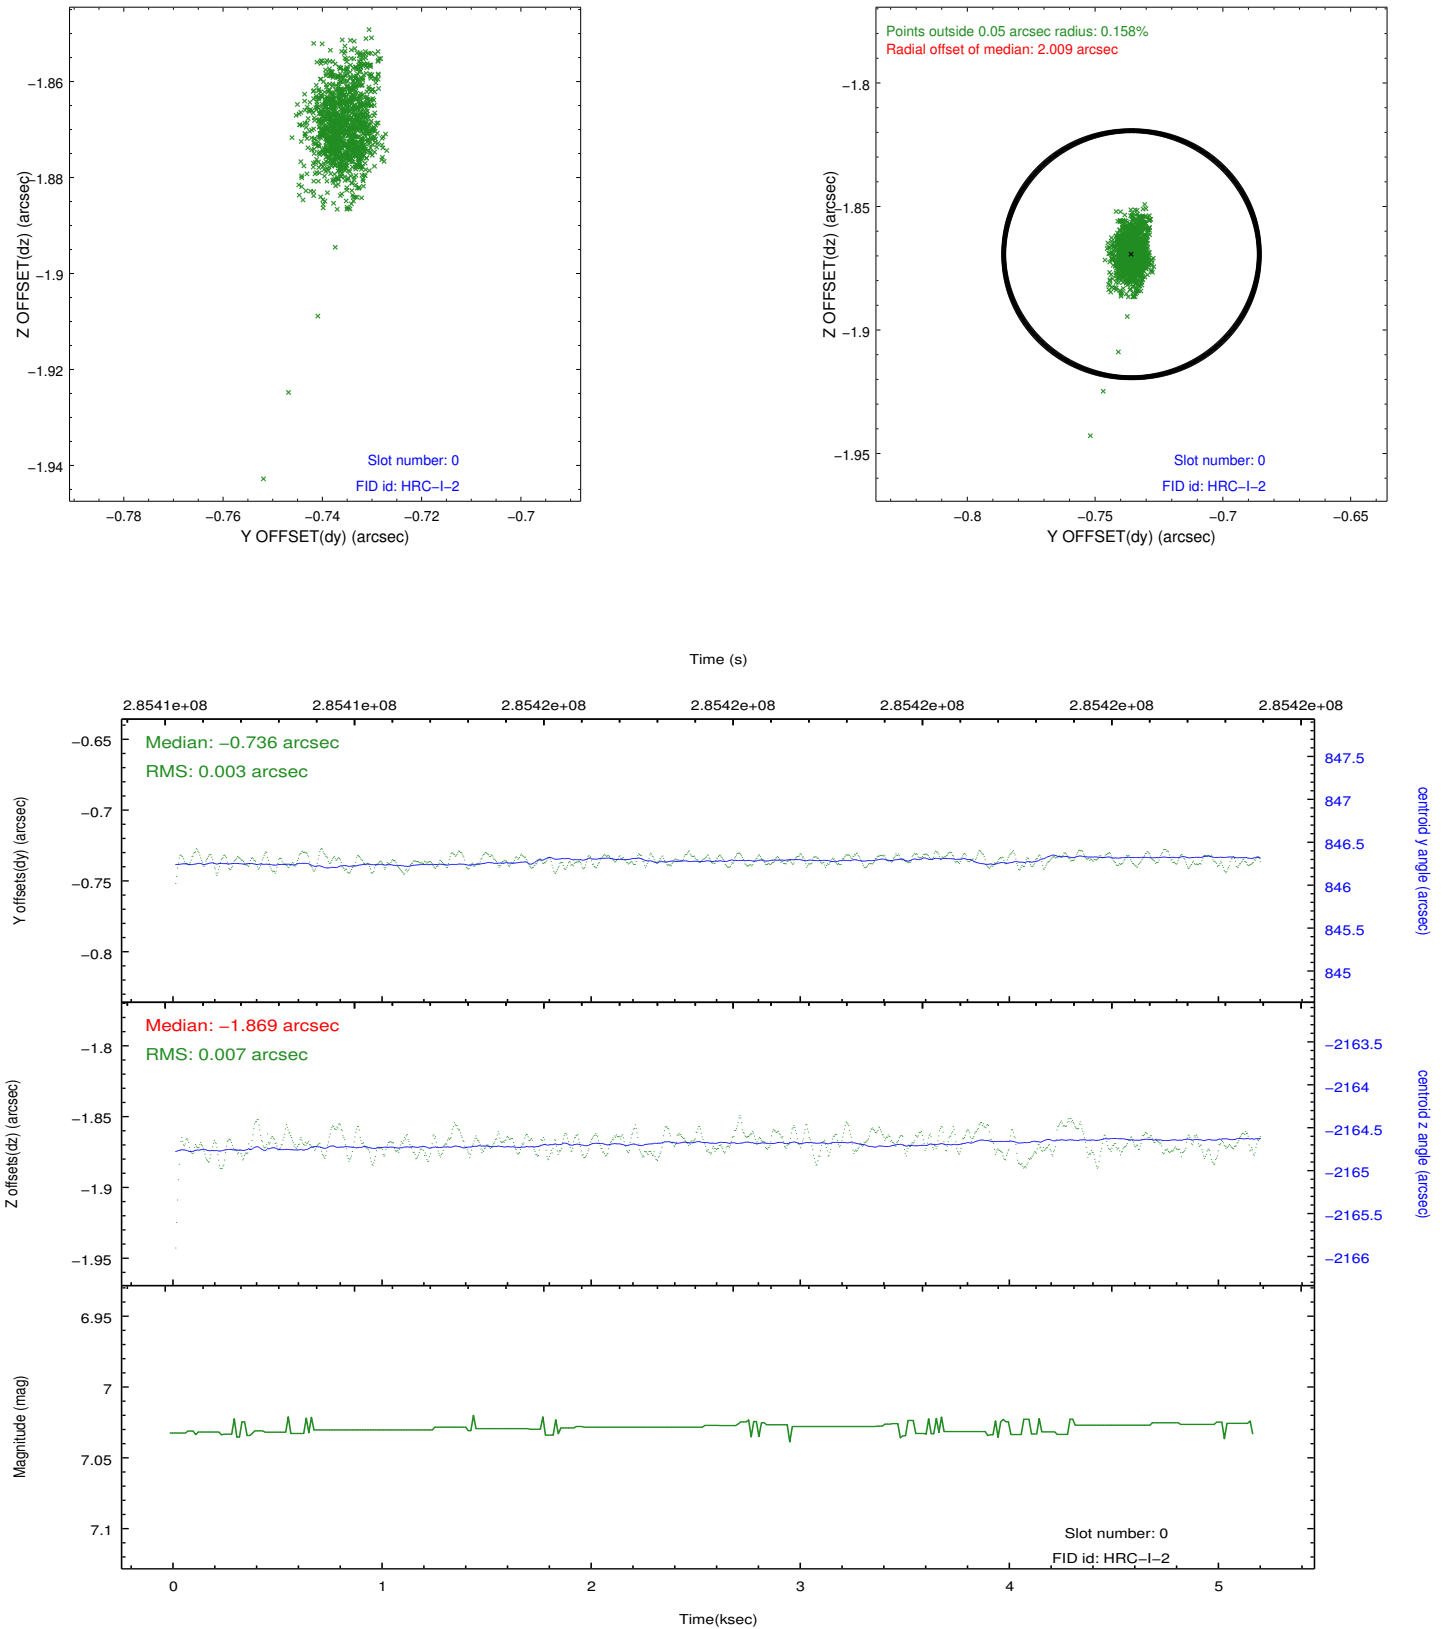 −1.86
−1.88
−1.9
−1.92
−1.94
Z OFFSET(dz) (arcsec)
Slot number: 0
FID id: HRC−I−2
−0.78
−0.76
−0.74
−0.72
−0.7
Y OFFSET(dy) (arcsec)
Points outside 0.05 arcsec radius: 0.158%
Radial offset of median: 2.009 arcsec
−1.8
−1.85
−1.9
−1.95
Z OFFSET(dz) (arcsec)
Slot number: 0
FID id: HRC−I−2
−0.8
−0.75
−0.7
−0.65
Y OFFSET(dy) (arcsec)
Time (s)
2.8541e+08
2.8541e+08
2.8542e+08
2.8542e+08
2.8542e+08
2.8542e+08
2.8542e+08
Median: −0.736 arcsec
RMS: 0.003 arcsec
−0.65
−0.7
−0.75
−0.8
Y offsets(dy) (arcsec)
847.5
847
846.5
846
845.5
845
centroid y angle (arcsec)
Median: −1.869 arcsec
RMS: 0.007 arcsec
−1.8
−1.85
−1.9
−1.95
Z offsets(dz) (arcsec)
−2163.5
−2164
−2164.5
−2165
−2165.5
−2166
centroid z angle (arcsec)
6.95
7
7.05
7.1
Magnitude (mag)
Slot number: 0
FID id: HRC−I−2
0
1
2
3
4
5
Time(ksec)